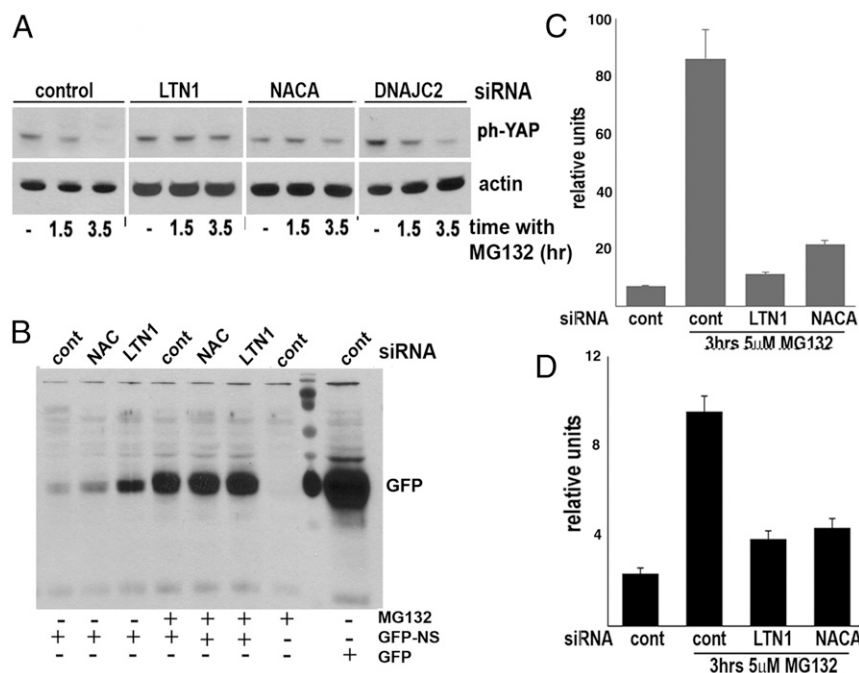 A
control LTN1 NACA DNAJC2 siRNA
ph-YAP
actin
- 1.5 3.5 - 1.5 3.5 - 1.5 3.5 - 1.5 3.5 time with
MG132 (hr)
B
cont NAC LTN1 cont NAC LTN1 cont cont siRNA
GFP
- - - + + + + - MG132
+ + + + + + - - GFP-NS
- - - - - - - + GFP
C
relative units
100
80
60
40
20
siRNA cont cont LTN1 NACA
3hrs 5μM MG132
D
relative units
12
8
4
siRNA cont cont LTN1 NACA
3hrs 5μM MG132